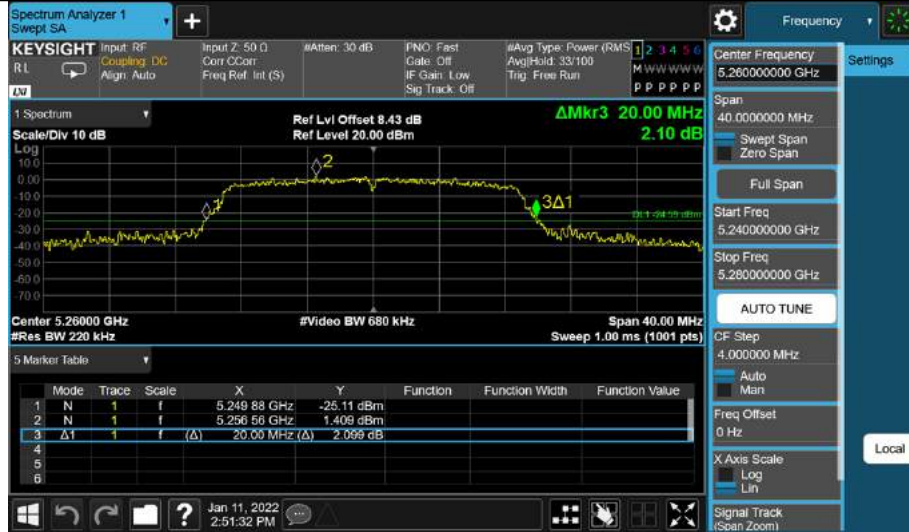 Spectrum Analyzer 1
Swept SA
+
Frequency
Settings
KEYSIGHT
RL
LXI
Input: RF
Coupling: DC
Align: Auto
Input Z: 50 Ω
Corr CCorr
Freq Ref: Int (S)
#Atten: 30 dB
PNO: Fast
Gate: Off
IF Gain: Low
Sig Track: Off
#Avg Type: Power (RMS
Avg|Hold: 33/100
Trig: Free Run
1 2 3 4 5 6
M W W W W W
P P P P P P
1 Spectrum
Scale/Div 10 dB
Ref Lvl Offset 8.43 dB
Ref Level 20.00 dBm
ΔMkr3 20.00 MHz
2.10 dB
Log
10.0
0.00
-10.0
-20.0
-30.0
-40.0
-50.0
-60.0
-70.0
2
1
3Δ1
DL1 -24.59 dBm
Center 5.26000 GHz
#Res BW 220 kHz
#Video BW 680 kHz
Span 40.00 MHz
Sweep 1.00 ms (1001 pts)
5 Marker Table
Mode Trace Scale X Y Function Function Width Function Value
1 N 1 f 5.249 88 GHz -25.11 dBm
2 N 1 f 5.256 56 GHz 1.409 dBm
3 Δ1 1 f (Δ) 20.00 MHz (Δ) 2.099 dB
4
5
6
Center Frequency
5.260000000 GHz
Span
40.0000000 MHz
Swept Span
Zero Span
Full Span
Start Freq
5.240000000 GHz
Stop Freq
5.280000000 GHz
AUTO TUNE
CF Step
4.000000 MHz
Auto
Man
Freq Offset
0 Hz
X Axis Scale
Log
Lin
Signal Track
(Span Zoom)
Local
?
Jan 11, 2022
2:51:32 PM